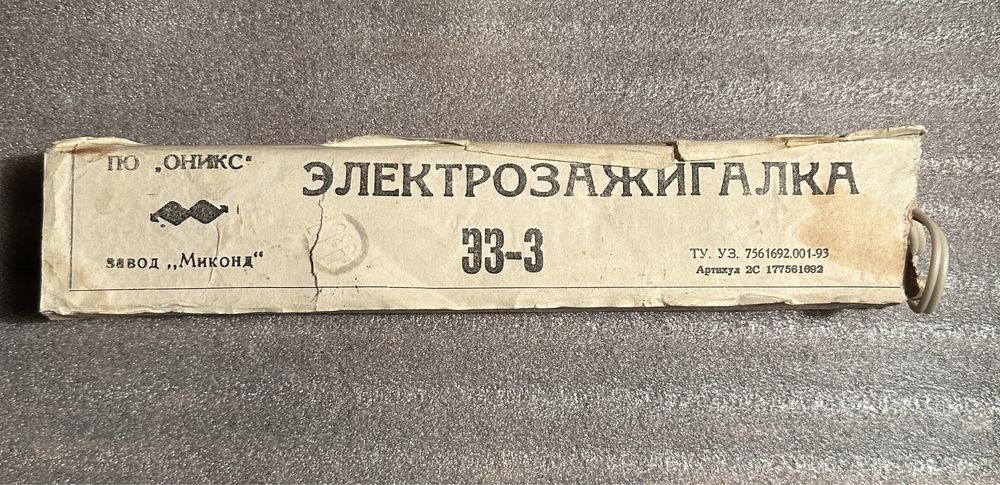 ПО „ОНИКС"
ЭЛЕКТРОЗАЖИГАЛКА
ЭЗ-3
завод „Миконд"
ТУ. УЗ. 7561692.001-93
Артикул 2С 177561692